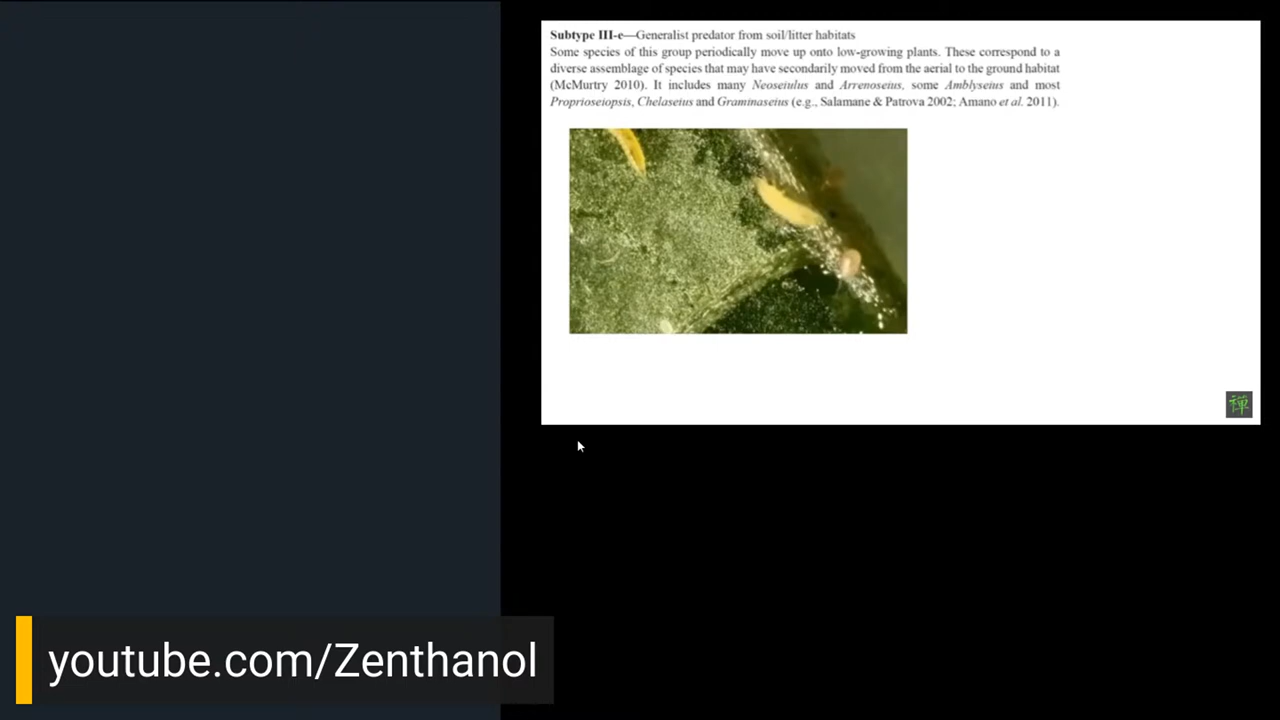 Subtype III-e—Generalist predator from soil/litter habitats
Some species of this group periodically move up onto low-growing plants. These correspond to a
diverse assemblage of species that may have secondarily moved from the aerial to the ground habitat
(McMurtry 2010). It includes many Neoseiulus and Arrenoseius, some Amblyseius and most
Proprioseiopsis, Chelaseius and Graminaseius (e.g., Salamane & Patrova 2002; Amano et al. 2011).
禅
youtube.com/Zenthanol